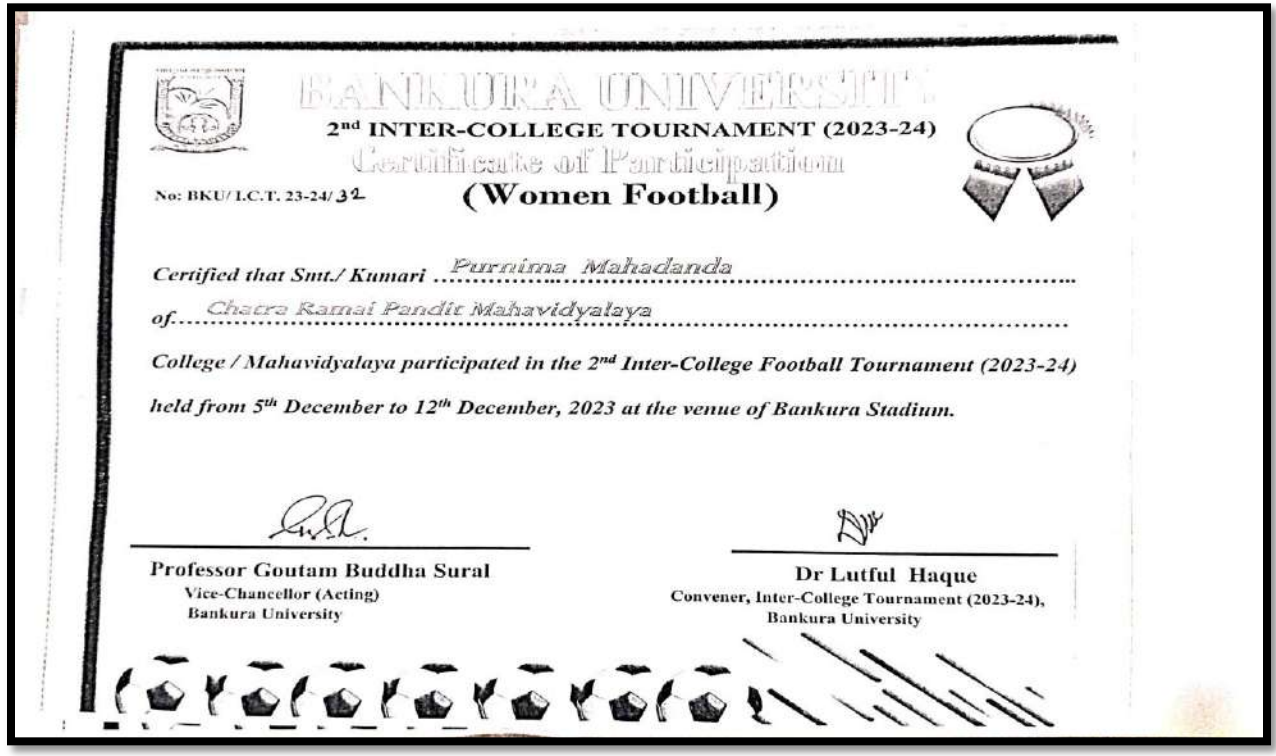 BANKURA UNIVERSITY
2nd INTER-COLLEGE TOURNAMENT (2023-24)
Certificate of Participation
No: BKU/ I.C.T. 23-24/32
(Women Football)
Certified that Smt./ Kumari ....Purnima Mahadanda....
of....Chatra Ramai Pandit Mahavidyalaya....
College / Mahavidyalaya participated in the 2nd Inter-College Football Tournament (2023-24)
held from 5th December to 12th December, 2023 at the venue of Bankura Stadium.
Professor Goutam Buddha Sural
Vice-Chancellor (Acting)
Bankura University
Dr Lutful Haque
Convener, Inter-College Tournament (2023-24),
Bankura University